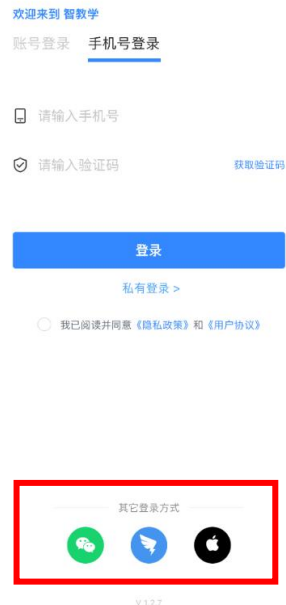 欢迎来到 智教学
账号登录 手机号登录
请输入手机号
请输入验证码 获取验证码
登录
私有登录 >
我已阅读并同意《隐私政策》和《用户协议》
其它登录方式
V 1.2.7